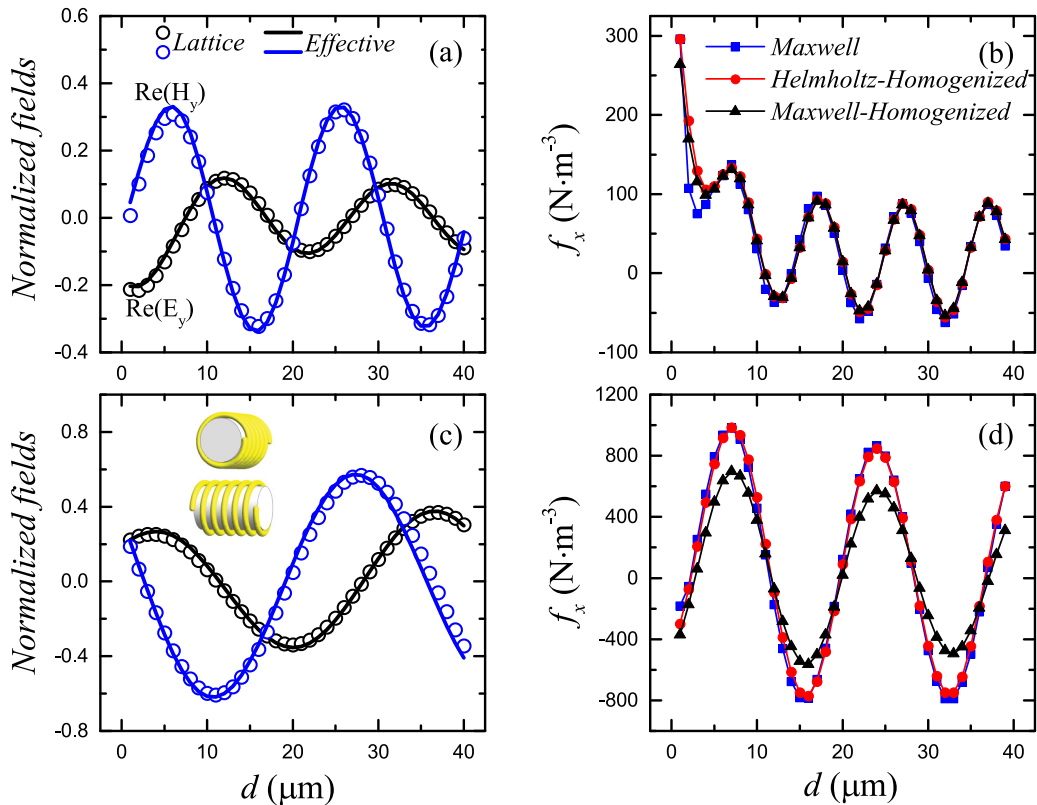 0.6
0.4
0.2
0.0
-0.2
-0.4
Normalized fields
Lattice
Effective
(a)
Re(H_y)
Re(E_y)
0 10 20 30 40
300
200
100
0
-100
f_x (N·m⁻³)
Maxwell
Helmholtz-Homogenized
Maxwell-Homogenized
(b)
0 10 20 30 40
0.8
0.4
0.0
-0.4
-0.8
Normalized fields
(c)
0 10 20 30 40
d (μm)
1200
800
400
0
-400
-800
f_x (N·m⁻³)
(d)
0 10 20 30 40
d (μm)